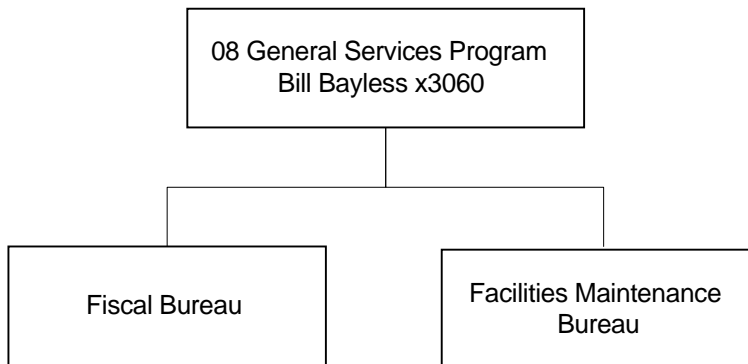 08 General Services Program
Bill Bayless x3060
Fiscal Bureau
Facilities Maintenance
Bureau